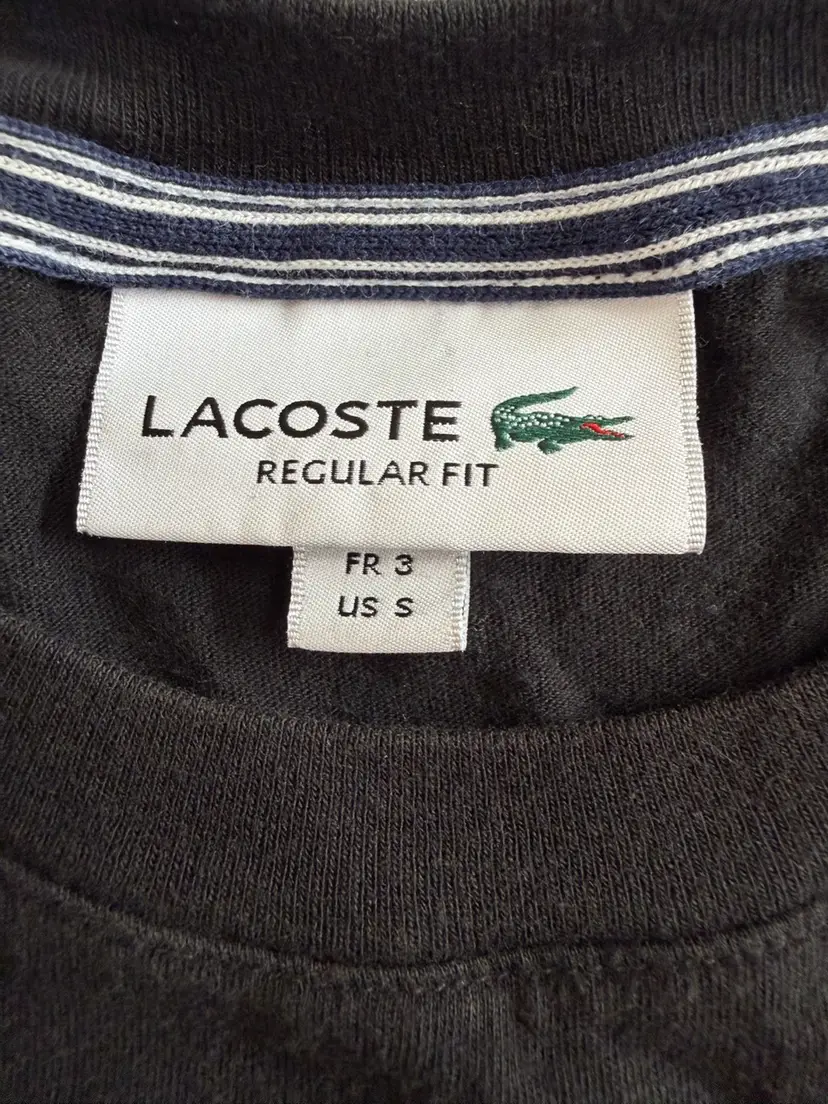 LACOSTE
REGULAR FIT
FR 3
US S